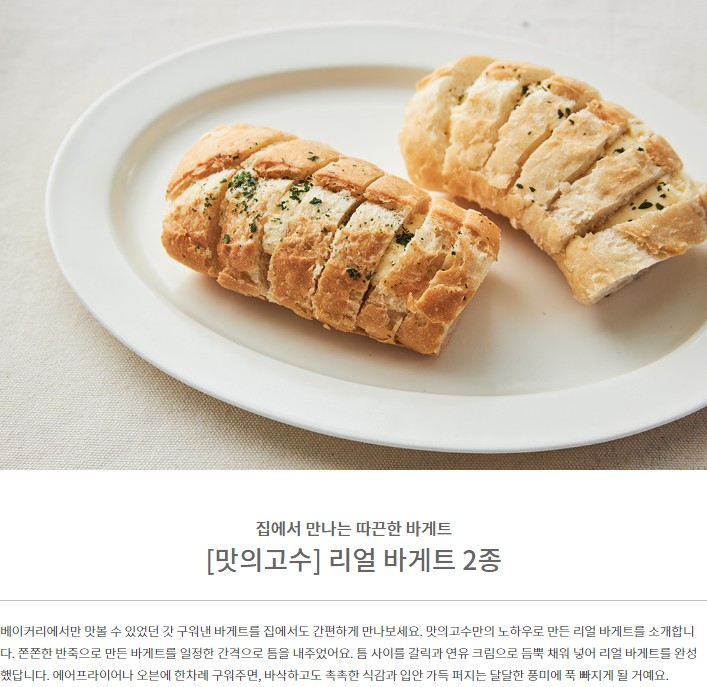 집에서 만나는 따끈한 바게트
[맛의고수] 리얼 바게트 2종
베이커리에서만 맛볼 수 있었던 갓 구워낸 바게트를 집에서도 간편하게 만나보세요. 맛의고수만의 노하우로 만든 리얼 바게트를 소개합니
다. 쫀쫀한 반죽으로 만든 바게트를 일정한 간격으로 틈을 내주었어요. 틈 사이를 갈릭과 연유 크림으로 듬뿍 채워 넣어 리얼 바게트를 완성
했답니다. 에어프라이어나 오븐에 한차례 구워주면, 바삭하고도 촉촉한 식감과 입안 가득 퍼지는 달달한 풍미에 푹 빠지게 될 거예요.